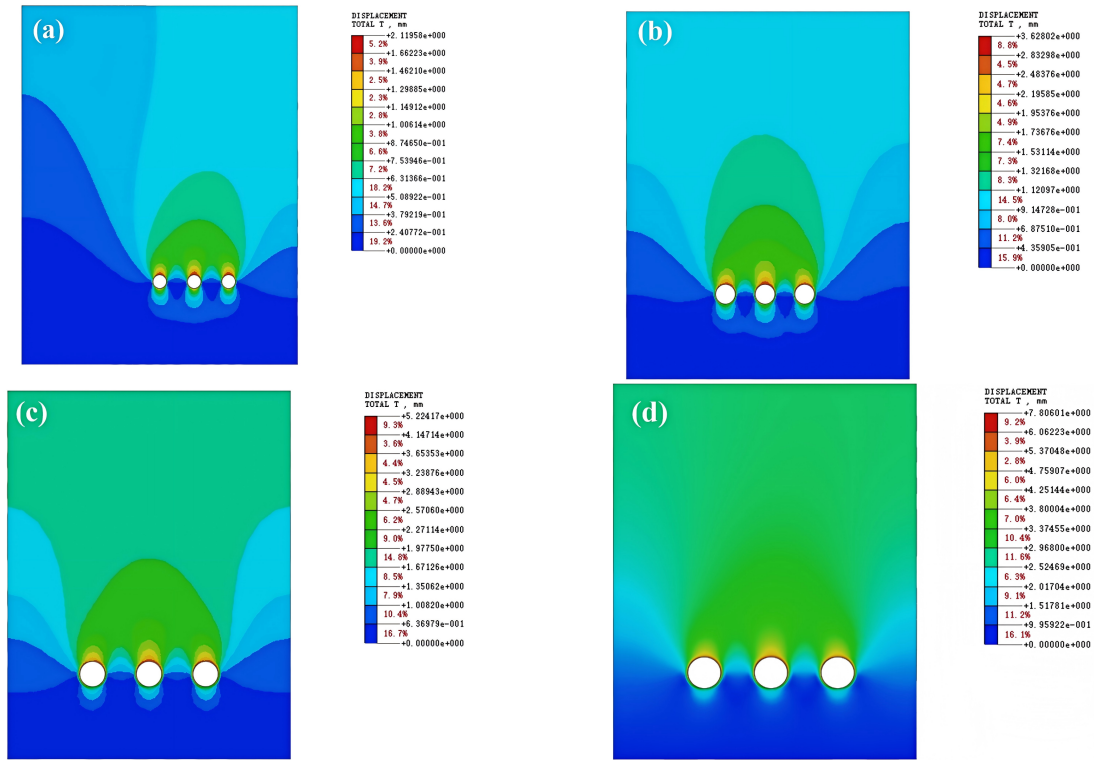 (a)
DISPLACEMENT
TOTAL T , mm
+2.11958e+000
5.2%
+1.66223e+000
3.9%
+1.46210e+000
2.5%
+1.29885e+000
2.3%
+1.14912e+000
2.8%
+1.00614e+000
3.8%
+8.74650e-001
6.6%
+7.53946e-001
7.2%
+6.31366e-001
18.2%
+5.08922e-001
14.7%
+3.79219e-001
13.6%
+2.40772e-001
19.2%
+0.00000e+000
(b)
DISPLACEMENT
TOTAL T , mm
+3.62802e+000
8.8%
+2.83298e+000
4.5%
+2.48376e+000
4.7%
+2.19585e+000
4.6%
+1.95376e+000
4.9%
+1.73676e+000
7.4%
+1.53114e+000
7.3%
+1.32168e+000
8.3%
+1.12097e+000
14.5%
+9.14728e-001
8.0%
+6.87510e-001
11.2%
+4.35905e-001
15.9%
+0.00000e+000
(c)
DISPLACEMENT
TOTAL T , mm
+5.22417e+000
9.3%
+4.14714e+000
3.6%
+3.65353e+000
4.4%
+3.23876e+000
4.5%
+2.88943e+000
4.7%
+2.57060e+000
6.2%
+2.27114e+000
9.0%
+1.97750e+000
14.8%
+1.67126e+000
8.5%
+1.35062e+000
7.9%
+1.00820e+000
10.4%
+6.36979e-001
16.7%
+0.00000e+000
(d)
DISPLACEMENT
TOTAL T , mm
+7.80601e+000
9.2%
+6.06223e+000
3.9%
+5.37048e+000
2.8%
+4.75907e+000
6.0%
+4.25144e+000
6.4%
+3.80004e+000
7.0%
+3.37455e+000
10.4%
+2.96800e+000
11.6%
+2.52469e+000
6.3%
+2.01704e+000
9.1%
+1.51781e+000
11.2%
+9.95922e-001
16.1%
+0.00000e+000